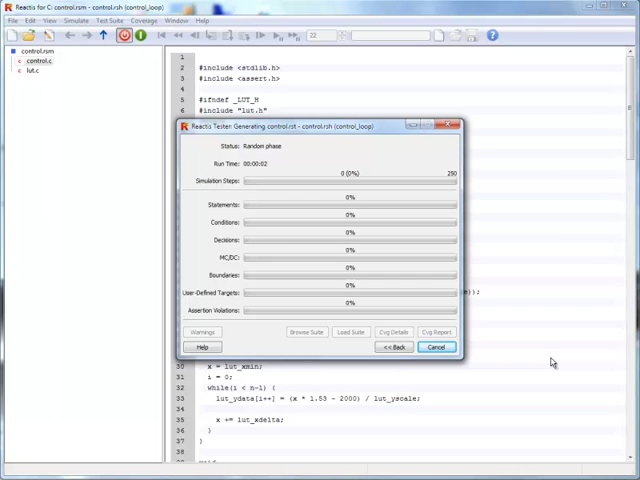 Reactis for C: control.rsm - control.rsh (control_loop)
File Edit View Simulate Test Suite Coverage Window Help
22
control.rsm
control.c
lut.c
1
2 #include <stdlib.h>
3 #include <assert.h>
4
5 #ifndef _LUT_H
6 #include "lut.h"
Reactis Tester Generating control.rst - control.rsh (control_loop)
Status: Random phase
Run Time: 00:00:02
0 (0%) 250
Simulation Steps:
0%
Statements:
0%
Conditions:
0%
Decisions:
0%
MC/DC:
0%
Boundaries:
0%
User-Defined Targets:
0%
Assertion Violations:
Warnings Browse Suite Load Suite Cvg Details Cvg Report
Help << Back Cancel
));
30 x = lut_xmin;
31 i = 0;
32 while(i < n-1) {
33 lut_ydata[i++] = (x * 1.53 - 2000) / lut_yscale;
34
35 x += lut_xdelta;
36 }
37 }
38